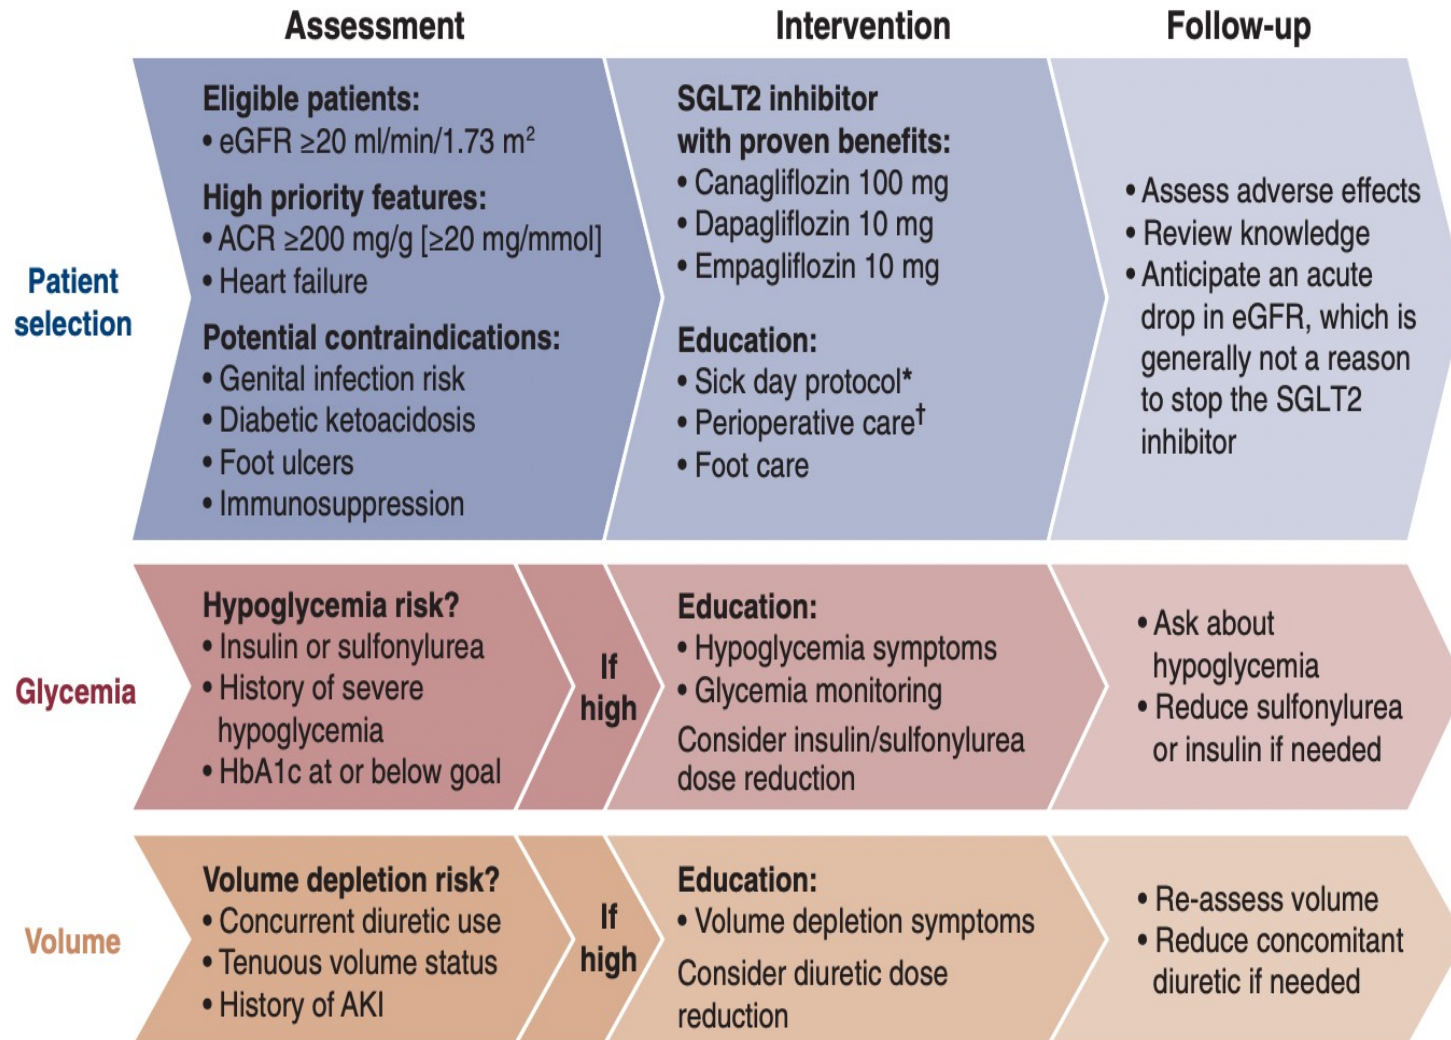 Assessment
Intervention
Follow-up
Patient
selection
Eligible patients:
• eGFR ≥20 ml/min/1.73 m²
High priority features:
• ACR ≥200 mg/g [≥20 mg/mmol]
• Heart failure
Potential contraindications:
• Genital infection risk
• Diabetic ketoacidosis
• Foot ulcers
• Immunosuppression
SGLT2 inhibitor
with proven benefits:
• Canagliflozin 100 mg
• Dapagliflozin 10 mg
• Empagliflozin 10 mg
Education:
• Sick day protocol*
• Perioperative care†
• Foot care
• Assess adverse effects
• Review knowledge
• Anticipate an acute
drop in eGFR, which is
generally not a reason
to stop the SGLT2
inhibitor
Glycemia
Hypoglycemia risk?
• Insulin or sulfonylurea
• History of severe
hypoglycemia
• HbA1c at or below goal
If
high
Education:
• Hypoglycemia symptoms
• Glycemia monitoring
Consider insulin/sulfonylurea
dose reduction
• Ask about
hypoglycemia
• Reduce sulfonylurea
or insulin if needed
Volume
Volume depletion risk?
• Concurrent diuretic use
• Tenuous volume status
• History of AKI
If
high
Education:
• Volume depletion symptoms
Consider diuretic dose
reduction
• Re-assess volume
• Reduce concomitant
diuretic if needed